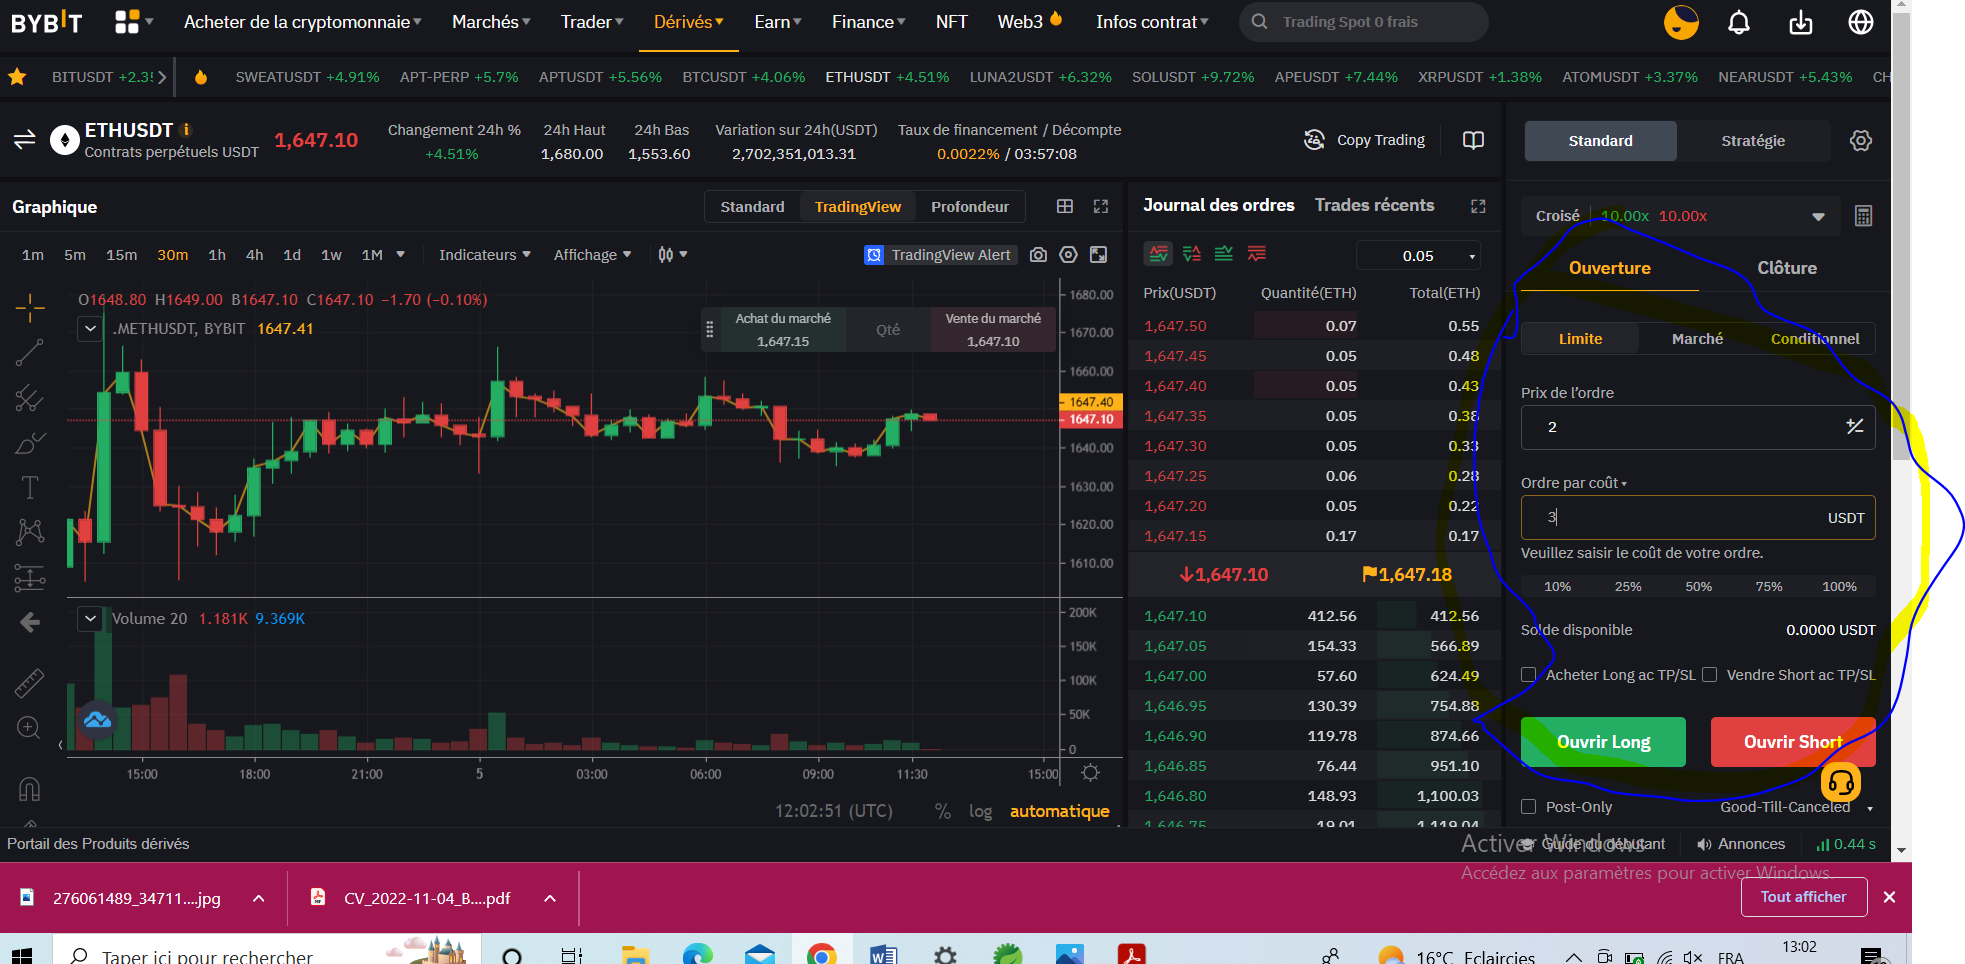 BYBIT Acheter de la cryptomonnaie Marchés Trader Dérivés Earn Finance NFT Web3 Infos contrat Trading Spot 0 frais
BITUSDT +2.3 SWEATUSDT +4.91% APT-PERP +5.7% APTUSDT +5.56% BTCUSDT +4.06% ETHUSDT +4.51% LUNA2USDT +6.32% SOLUSDT +9.72% APEUSDT +7.44% XRPUSDT +1.38% ATOMUSDT +3.37% NEARUSDT +5.43% CH
ETHUSDT
Contrats perpétuels USDT
1,647.10
Changement 24h % 24h Haut 24h Bas Variation sur 24h(USDT) Taux de financement / Décompte
+4.51% 1,680.00 1,553.60 2,702,351,013.31 0.0022% / 03:57:08
Copy Trading
Graphique Standard TradingView Profondeur
1m 5m 15m 30m 1h 4h 1d 1w 1M Indicateurs Affichage TradingView Alert
O1648.80 H1649.00 B1647.10 C1647.10 −1.70 (−0.10%)
.METHUSDT, BYBIT 1647.41
Achat du marché Qté Vente du marché
1,647.15 1,647.10
1680.00
1670.00
1660.00
1647.40
1647.10
1640.00
1630.00
1620.00
1610.00
Volume 20 1.181K 9.369K
200K
150K
100K
50K
0
15:00 18:00 21:00 5 03:00 06:00 09:00 11:30 15:00
12:02:51 (UTC) % log automatique
Journal des ordres Trades récents
0.05
Prix(USDT) Quantité(ETH) Total(ETH)
1,647.50 0.07 0.55
1,647.45 0.05 0.48
1,647.40 0.05 0.43
1,647.35 0.05 0.38
1,647.30 0.05 0.33
1,647.25 0.06 0.28
1,647.20 0.05 0.22
1,647.15 0.17 0.17
1,647.10 1,647.18
1,647.10 412.56 412.56
1,647.05 154.33 566.89
1,647.00 57.60 624.49
1,646.95 130.39 754.88
1,646.90 119.78 874.66
1,646.85 76.44 951.10
1,646.80 148.93 1,100.03
1,646.75 19.01 1,119.04
Standard Stratégie
Croisé 10.00x 10.00x
Ouverture Clôture
Limite Marché Conditionnel
Prix de l’ordre
2
Ordre par coût
3 USDT
Veuillez saisir le coût de votre ordre.
10% 25% 50% 75% 100%
Solde disponible 0.0000 USDT
Acheter Long ac TP/SL Vendre Short ac TP/SL
Ouvrir Long Ouvrir Short
Post-Only Good-Till-Canceled
Portail des Produits dérivés Guide du débutant Annonces 0.44 s
Activer Windows
Accédez aux paramètres pour activer Windows.
276061489_34711....jpg CV_2022-11-04_B....pdf Tout afficher
Taper ici pour rechercher 16°C Eclaircies FRA 13:02